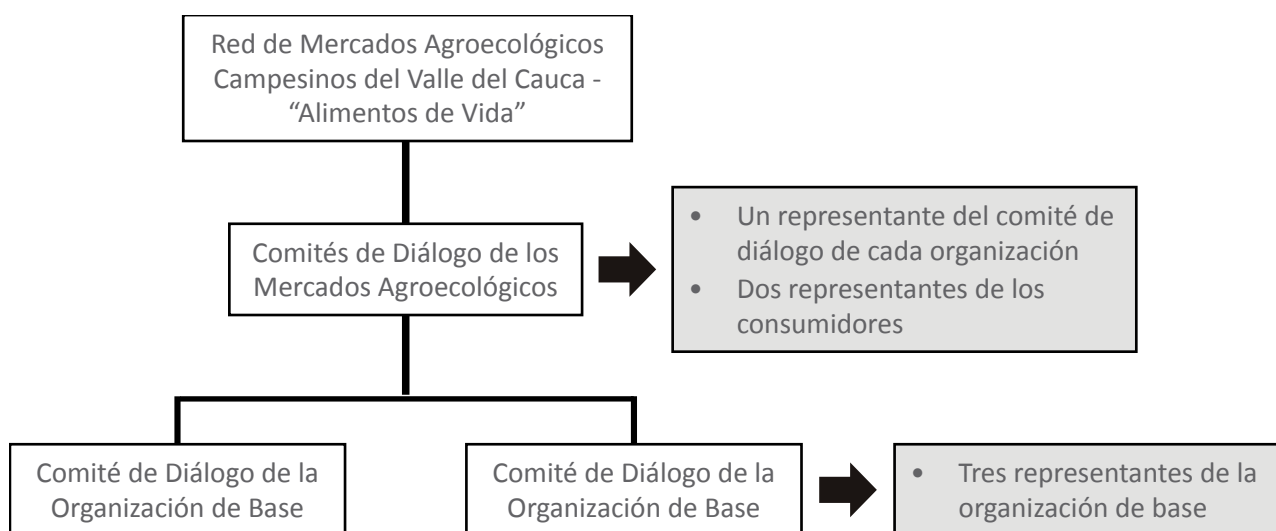 Red de Mercados Agroecológicos
Campesinos del Valle del Cauca -
“Alimentos de Vida”
Comités de Diálogo de los
Mercados Agroecológicos
• Un representante del comité de
diálogo de cada organización
• Dos representantes de los
consumidores
Comité de Diálogo de la
Organización de Base
Comité de Diálogo de la
Organización de Base
• Tres representantes de la
organización de base